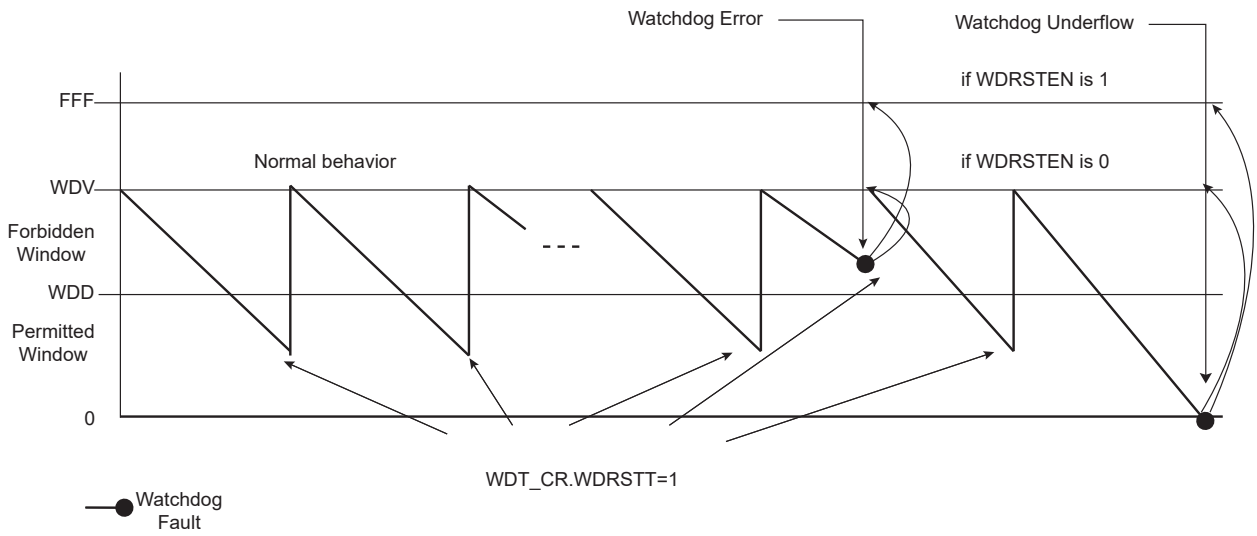 Watchdog Error
Watchdog Underflow
if WDRSTEN is 1
FFF
Normal behavior
if WDRSTEN is 0
WDV
Forbidden
Window
WDD
Permitted
Window
0
WDT_CR.WDRSTT=1
Watchdog
Fault